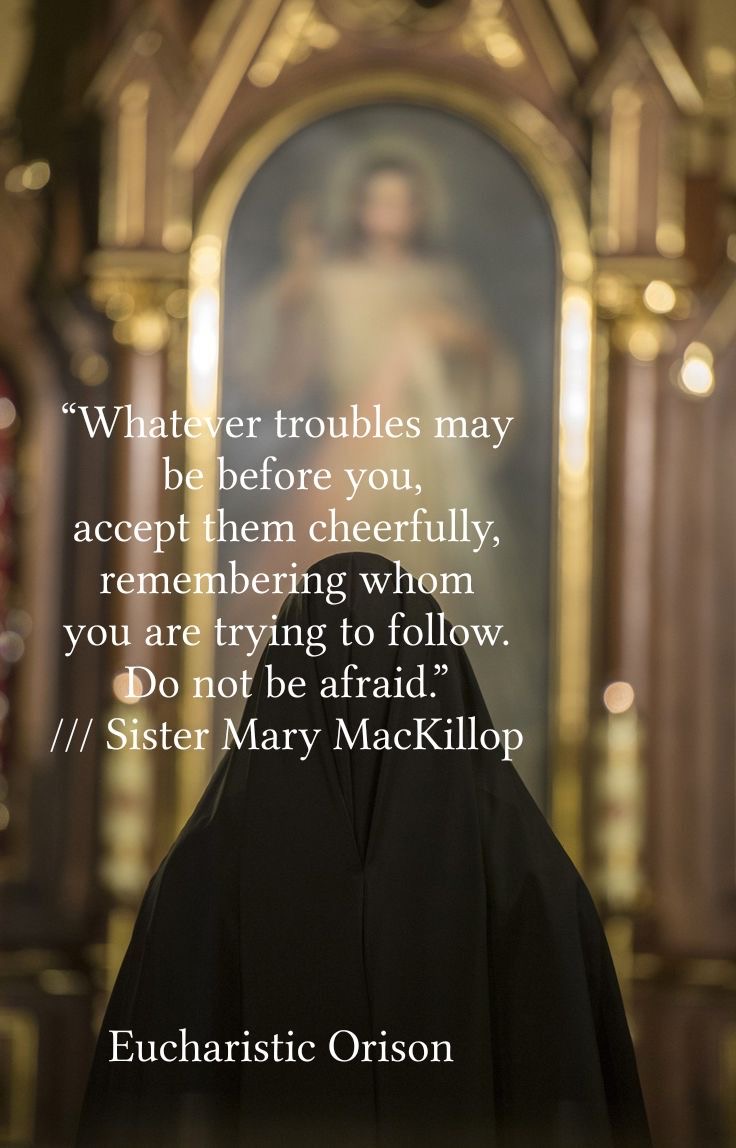 “Whatever troubles may
be before you,
accept them cheerfully,
remembering whom
you are trying to follow.
Do not be afraid.”
/// Sister Mary MacKillop
Eucharistic Orison